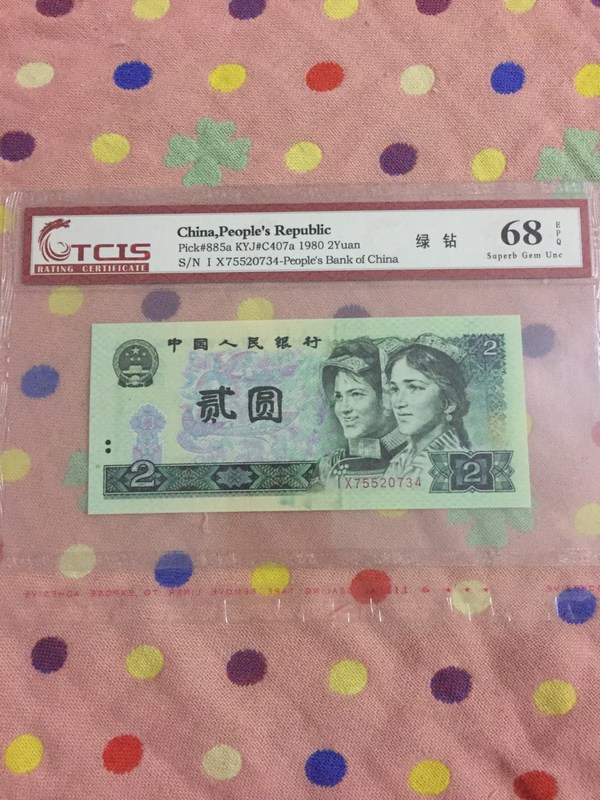 TCIS
RATING CERTIFICATE
China,People's Republic
Pick#885a KYJ#C407a 1980 2Yuan
S/N I X75520734-People's Bank of China
绿 钻
68
EPQ
Superb Gem Unc
中国人民银行
贰圆
2
2
2
IX75520734